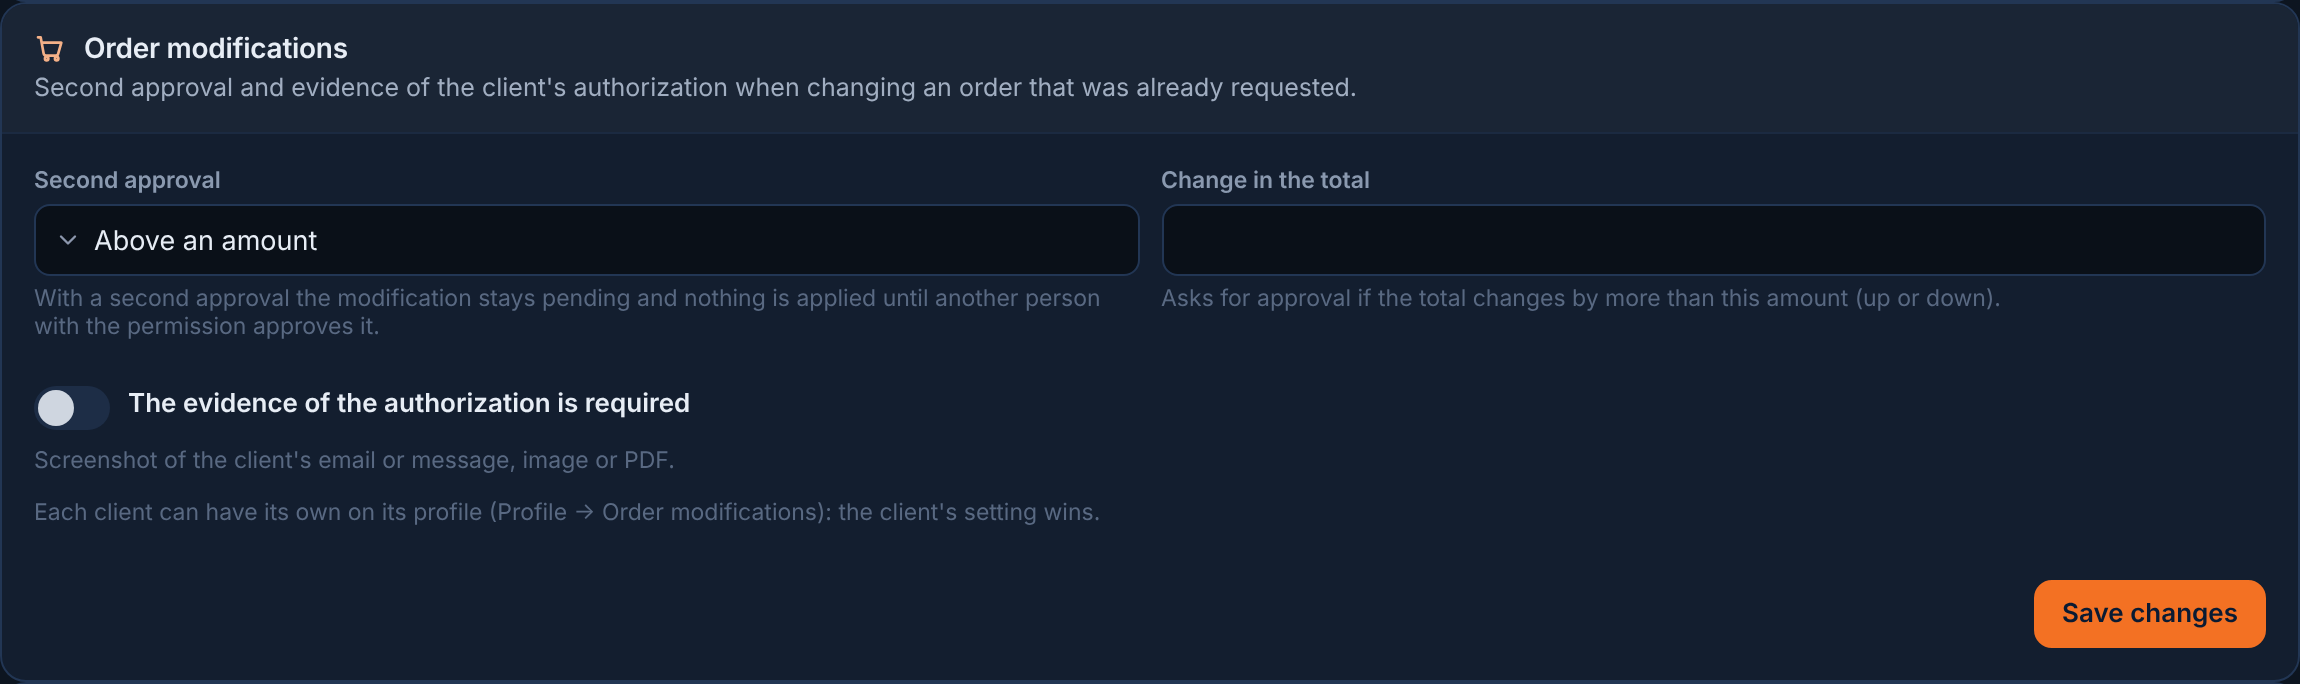 Order modifications
Second approval and evidence of the client's authorization when changing an order that was already requested.
Second approval
Change in the total
Above an amount
With a second approval the modification stays pending and nothing is applied until another person
with the permission approves it.
Asks for approval if the total changes by more than this amount (up or down).
The evidence of the authorization is required
Screenshot of the client's email or message, image or PDF.
Each client can have its own on its profile (Profile → Order modifications): the client's setting wins.
Save changes